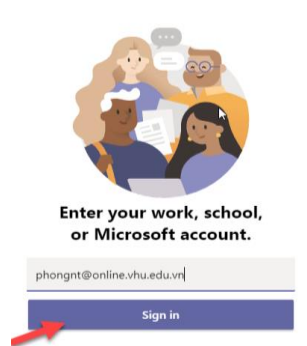 Enter your work, school,
or Microsoft account.
phongnt@online.vhu.edu.vn
Sign in